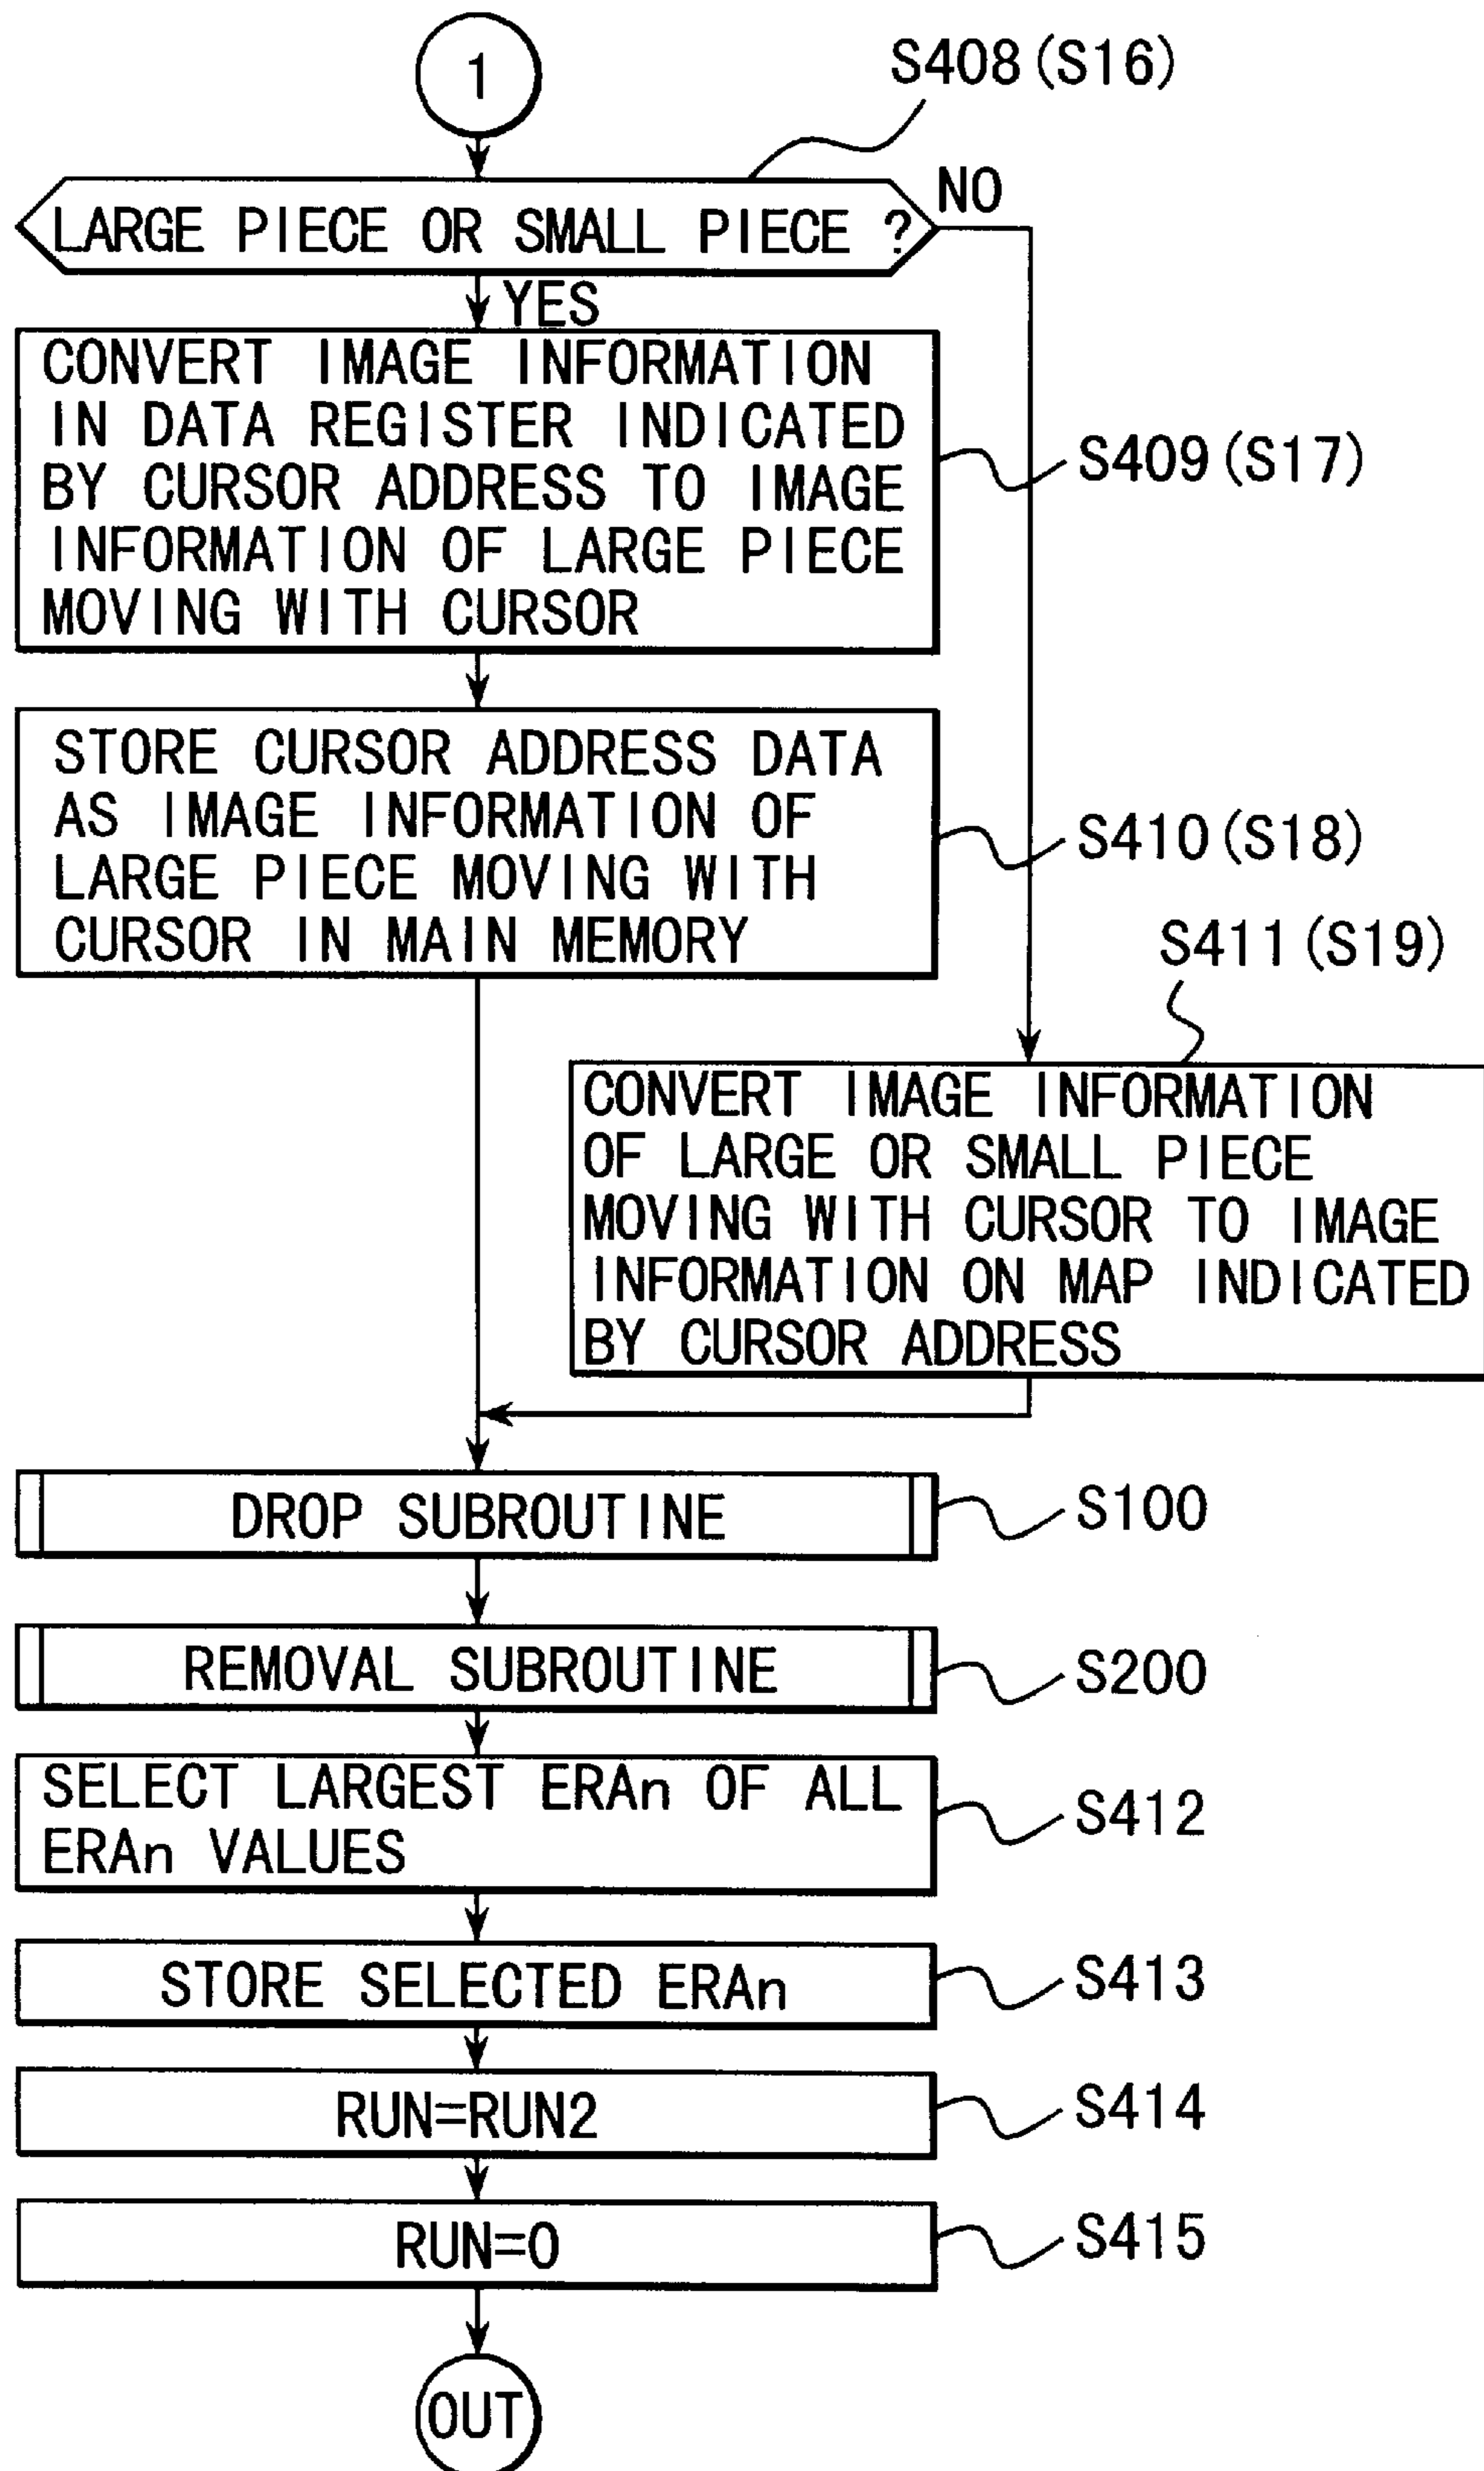 1
S408(S16)
LARGE PIECE OR SMALL PIECE ?
NO
YES
CONVERT IMAGE INFORMATION
IN DATA REGISTER INDICATED
BY CURSOR ADDRESS TO IMAGE
INFORMATION OF LARGE PIECE
MOVING WITH CURSOR
S409(S17)
STORE CURSOR ADDRESS DATA
AS IMAGE INFORMATION OF
LARGE PIECE MOVING WITH
CURSOR IN MAIN MEMORY
S410(S18)
S411(S19)
CONVERT IMAGE INFORMATION
OF LARGE OR SMALL PIECE
MOVING WITH CURSOR TO IMAGE
INFORMATION ON MAP INDICATED
BY CURSOR ADDRESS
DROP SUBROUTINE
S100
REMOVAL SUBROUTINE
S200
SELECT LARGEST ERAn OF ALL
ERAn VALUES
S412
STORE SELECTED ERAn
S413
RUN=RUN2
S414
RUN=0
S415
OUT